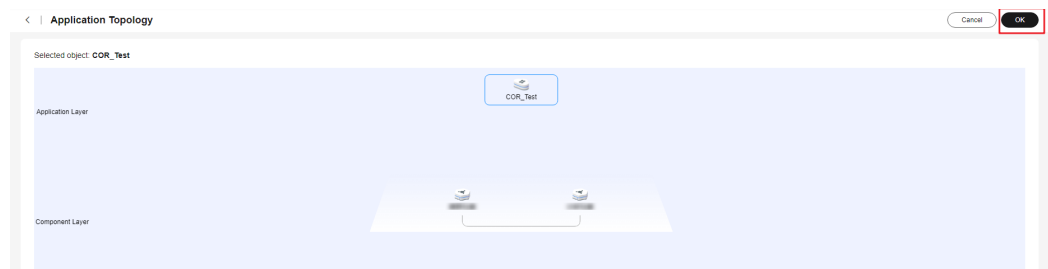 Application Topology
Cancel
OK
Selected object: COR_Test
COR_Test
Application Layer
Component Layer